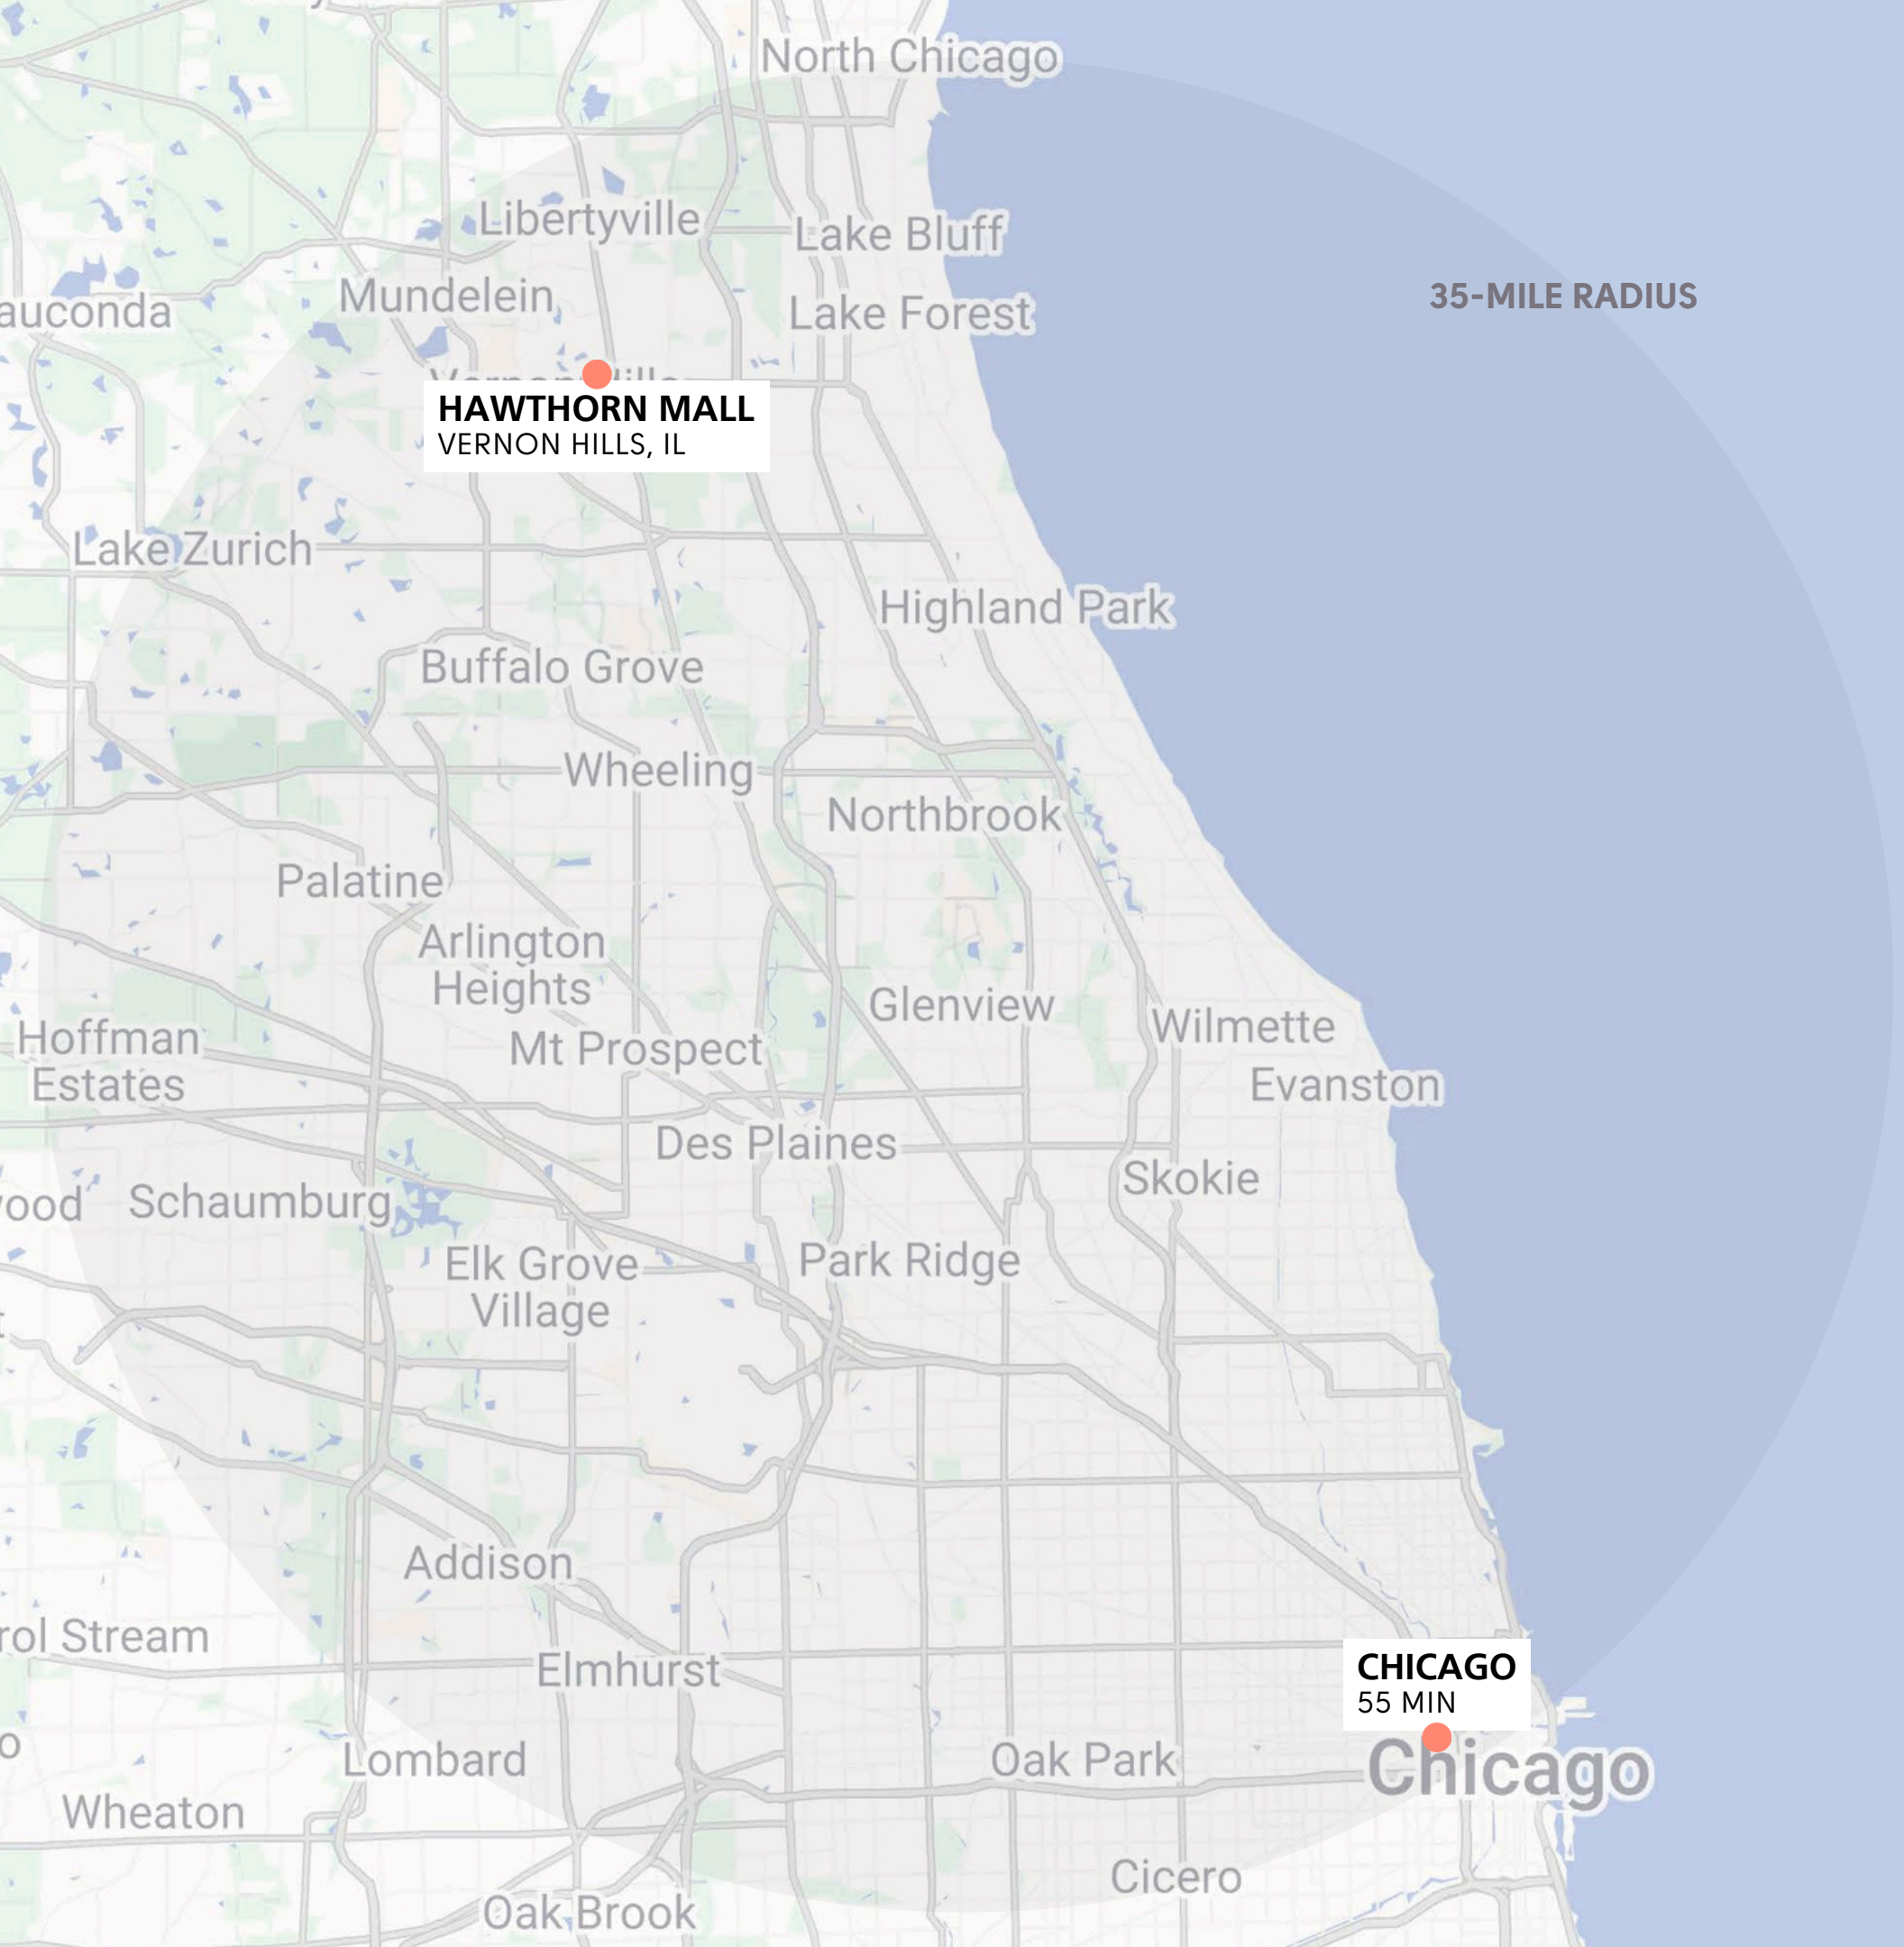 North Chicago
Libertyville
Lake Bluff
Mundelein
35-MILE RADIUS
auconda
Lake Forest
HAWTHORN MALL
VERNON HILLS, IL
Lake Zurich
Highland Park
Buffalo Grove
Wheeling
Northbrook
Palatine
Arlington
Heights
Glenview
Wilmette
Hoffman
Estates
Mt Prospect
Evanston
Des Plaines
Skokie
ood
Schaumburg
Elk Grove
Village
Park Ridge
Addison
rol Stream
Elmhurst
CHICAGO
55 MIN
o
Lombard
Oak Park
Chicago
Wheaton
Cicero
Oak Brook